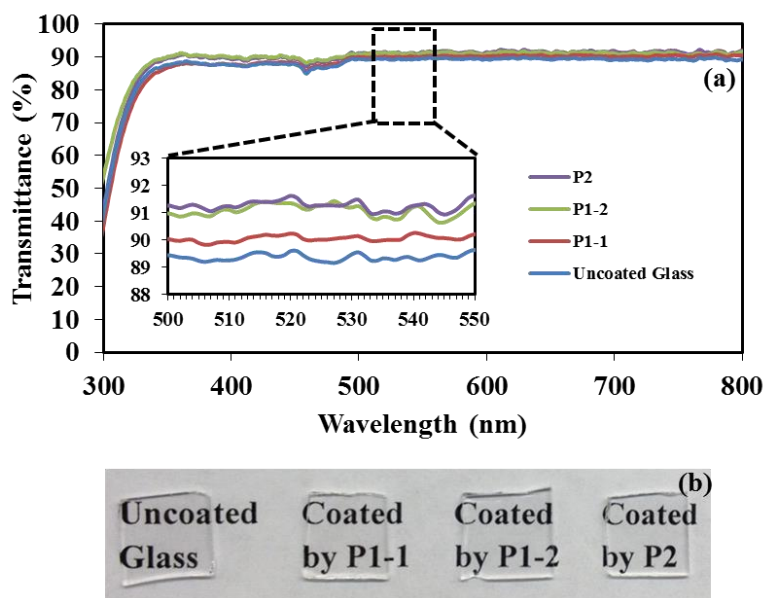 100
90
80
70
60
50
40
30
20
10
0
Transmittance (%)
(a)
93
92
91
90
89
88
500 510 520 530 540 550
P2
P1-2
P1-1
Uncoated Glass
300 400 500 600 700 800
Wavelength (nm)
(b)
Uncoated Glass
Coated by P1-1
Coated by P1-2
Coated by P2